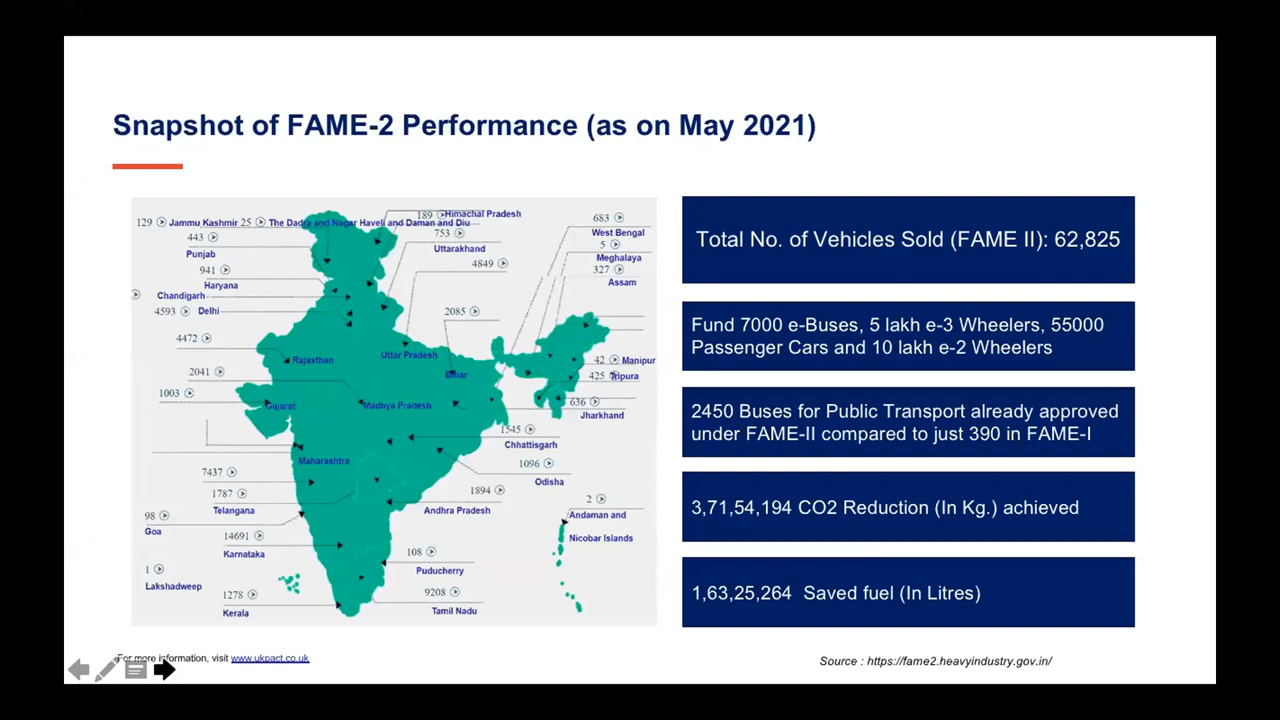 Snapshot of FAME-2 Performance (as on May 2021)
129 Jammu Kashmir 25 The Dadra and Nagar Haveli and Daman and Diu
189 Himachal Pradesh
443
Punjab
753
Uttarakhand
683
West Bengal
5
Meghalaya
327
Assam
941
Haryana
4849
Chandigarh
4593 Delhi
2085
4472
Rajasthan
Uttar Pradesh
Bihar
42 Manipur
425 Tripura
2041
1003
Gujarat
Madhya Pradesh
636
Jharkhand
1545
Chhattisgarh
Maharashtra
1096
Odisha
7437
1787
Telangana
1894
Andhra Pradesh
2
Andaman and
Nicobar Islands
98
Goa
14691
Karnataka
108
Puducherry
1
Lakshadweep
1278
Kerala
9208
Tamil Nadu
Total No. of Vehicles Sold (FAME II): 62,825
Fund 7000 e-Buses, 5 lakh e-3 Wheelers, 55000
Passenger Cars and 10 lakh e-2 Wheelers
2450 Buses for Public Transport already approved
under FAME-II compared to just 390 in FAME-I
3,71,54,194 CO2 Reduction (In Kg.) achieved
1,63,25,264 Saved fuel (In Litres)
For more information, visit www.ukpact.co.uk
Source : https://fame2.heavyindustry.gov.in/